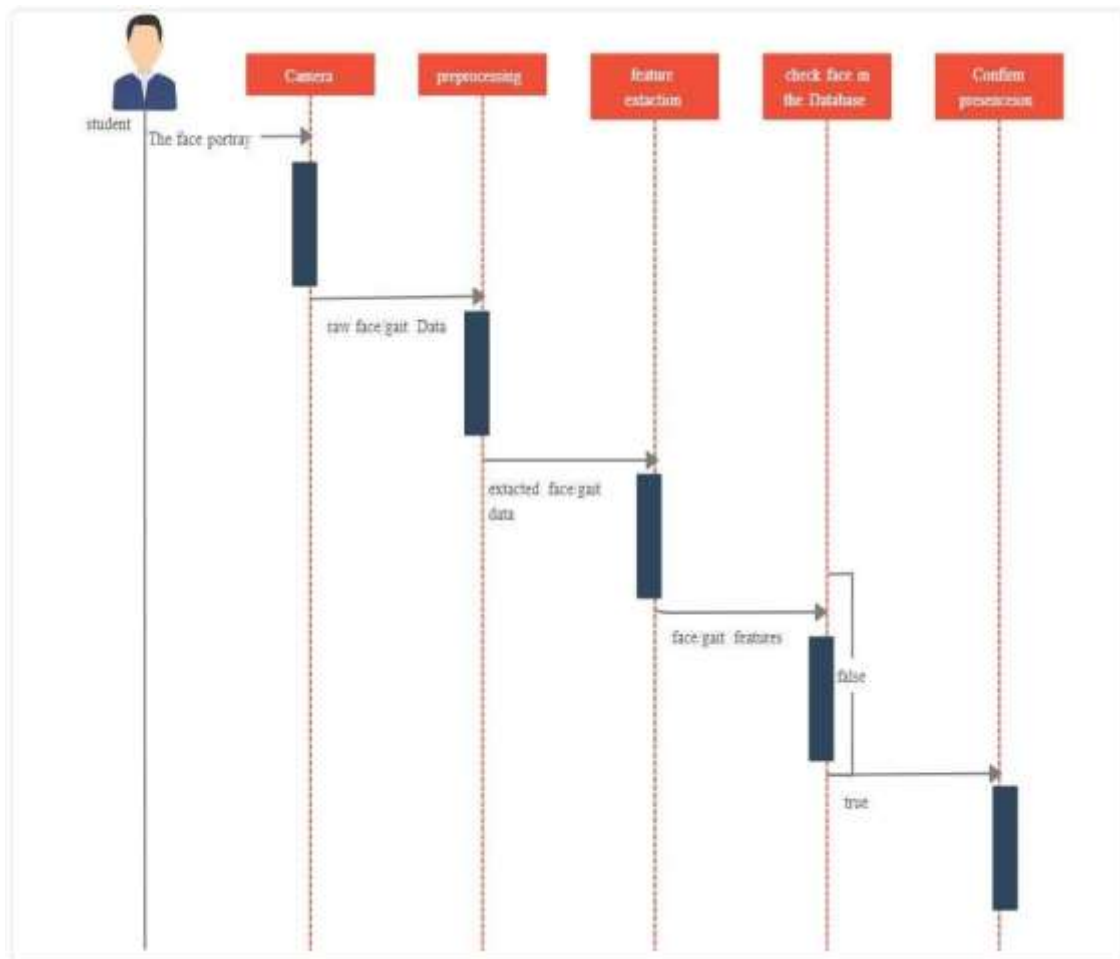 Camera
preprocessing
feature
extaction
check face in
the Database
Confirm
presenceson
student
The face portray
raw face/gait Data
extacted face/gait
data
face/gait features
false
true